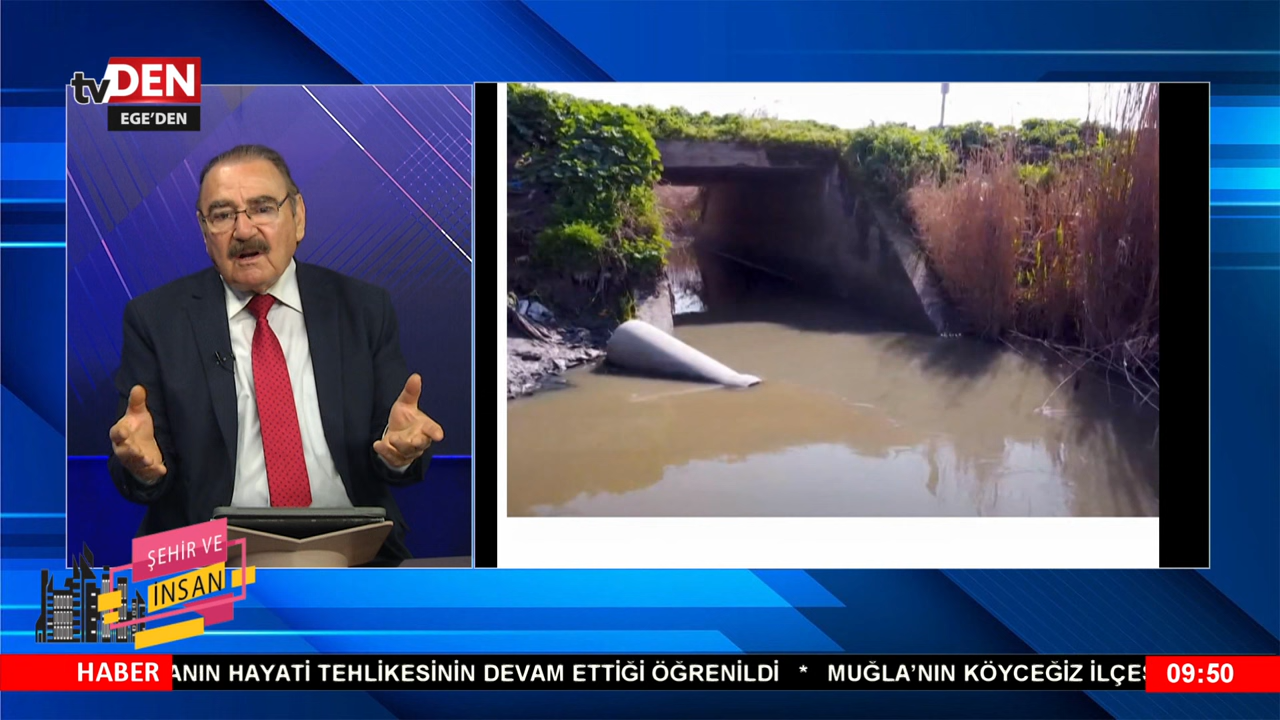 tvDEN
EGE'DEN
ŞEHİR VE
İNSAN
HABER
ANIN HAYATİ TEHLİKESİNİN DEVAM ETTİĞİ ÖĞRENİLDİ * MUĞLA'NIN KÖYCEĞİZ İLÇES
09:50